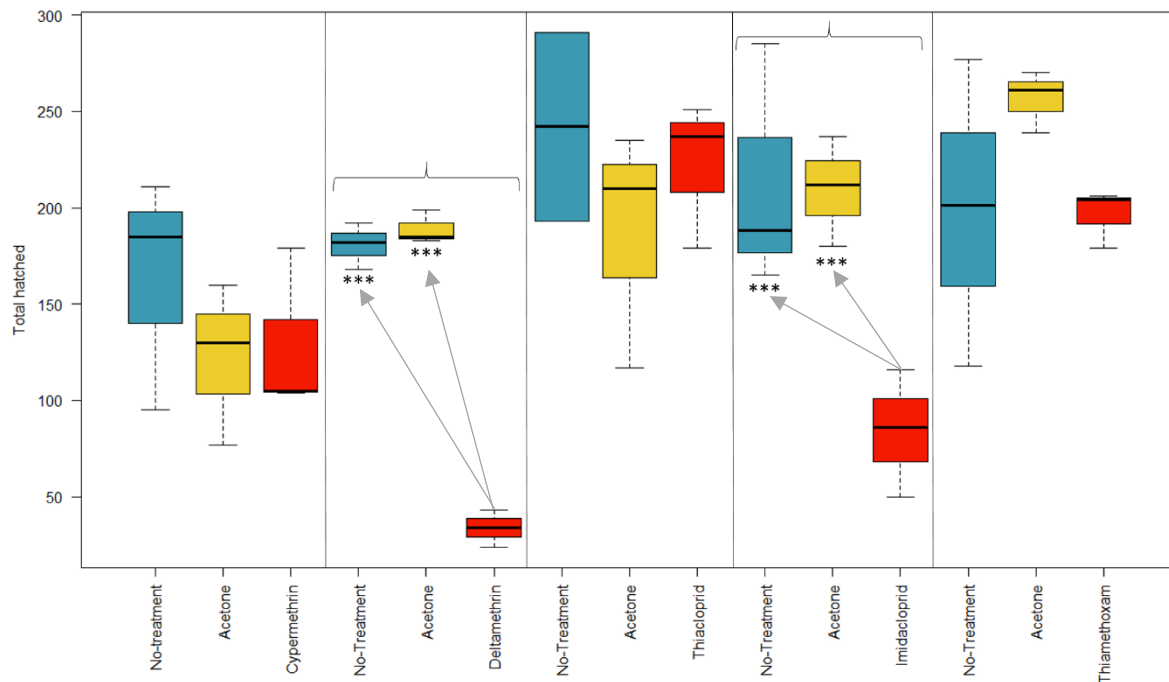 300
250
200
150
100
50
Total hatched
***
***
***
***
No-treatment
Acetone
Cypermethrin
No-Treatment
Acetone
Deltamethrin
No-Treatment
Acetone
Thiacloprid
No-Treatment
Acetone
Imidacloprid
No-Treatment
Acetone
Thiamethoxam